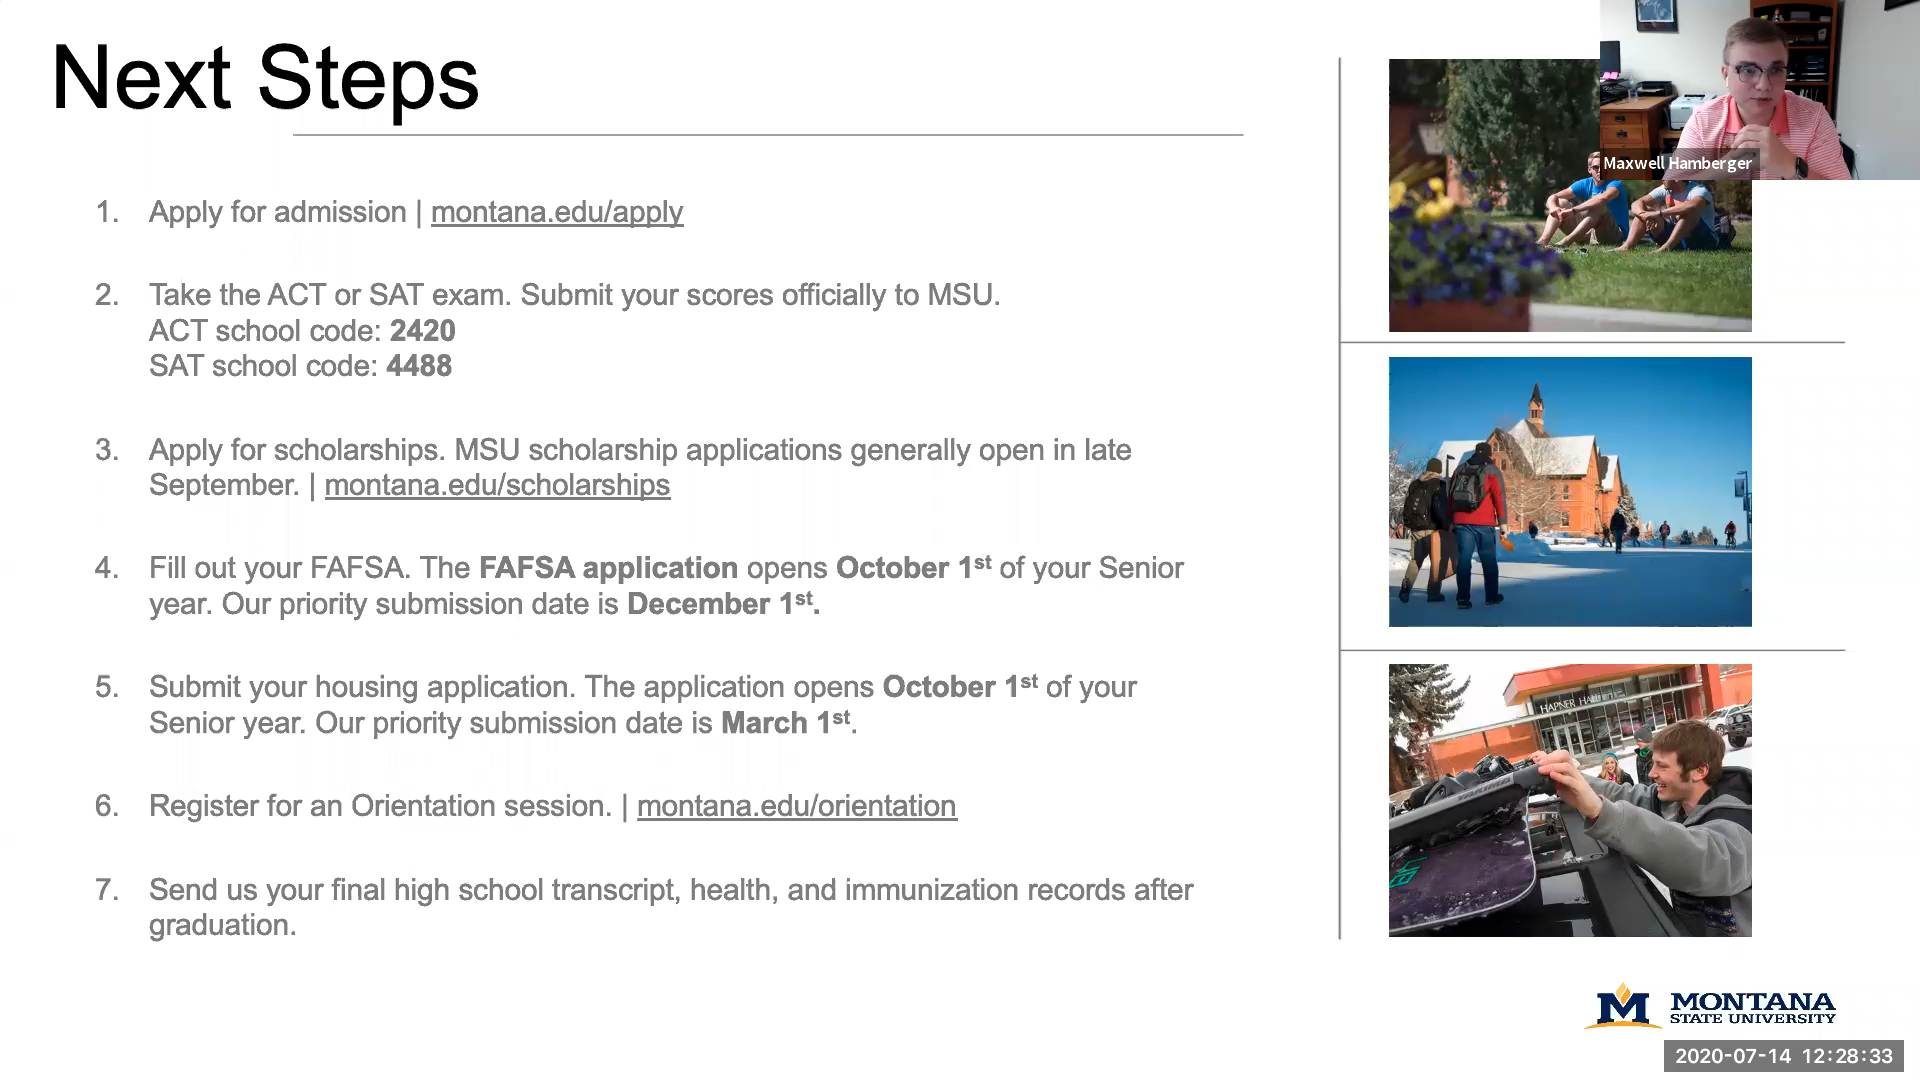 Next Steps
Maxwell Hamberger
1. Apply for admission | montana.edu/apply
2. Take the ACT or SAT exam. Submit your scores officially to MSU.
ACT school code: 2420
SAT school code: 4488
3. Apply for scholarships. MSU scholarship applications generally open in late
September. | montana.edu/scholarships
4. Fill out your FAFSA. The FAFSA application opens October 1st of your Senior
year. Our priority submission date is December 1st.
5. Submit your housing application. The application opens October 1st of your
Senior year. Our priority submission date is March 1st.
6. Register for an Orientation session. | montana.edu/orientation
7. Send us your final high school transcript, health, and immunization records after
graduation.
HAPNER HALL
YAKIMA
M MONTANA
STATE UNIVERSITY
2020-07-14 12:28:33